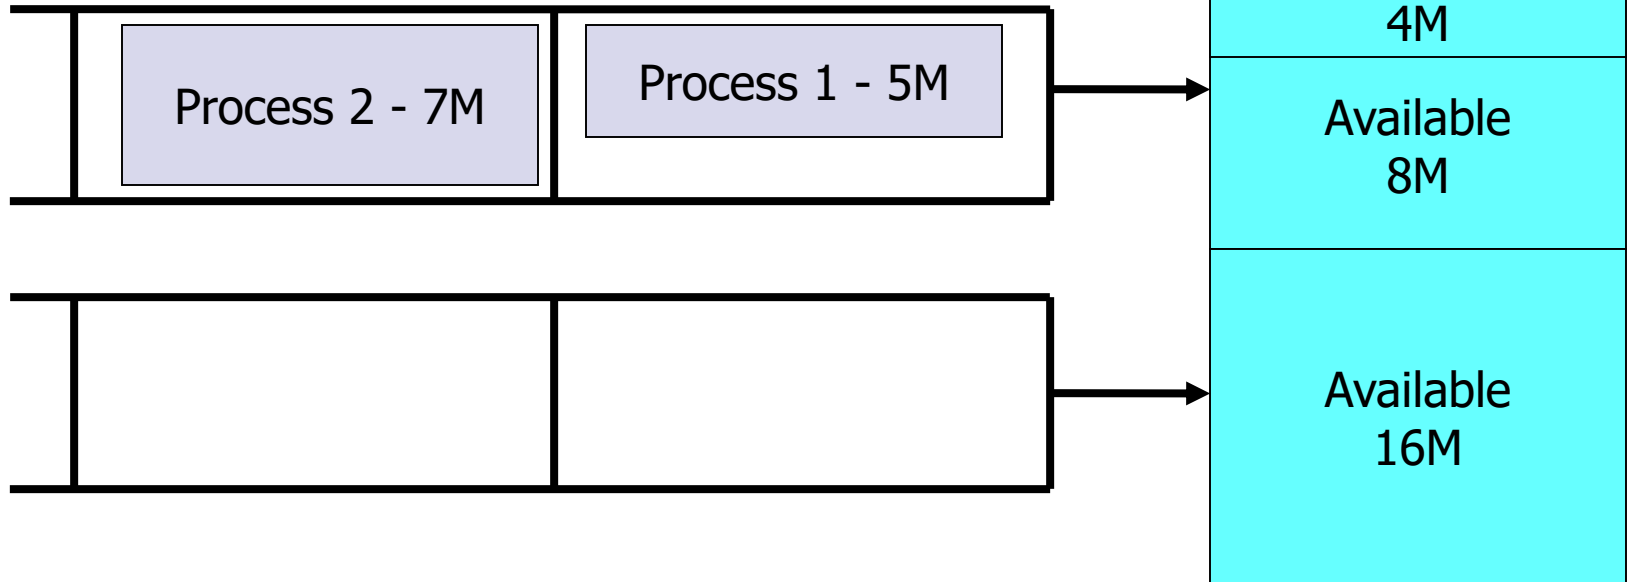 4M
Process 2 - 7M
Process 1 - 5M
Available
8M
Available
16M